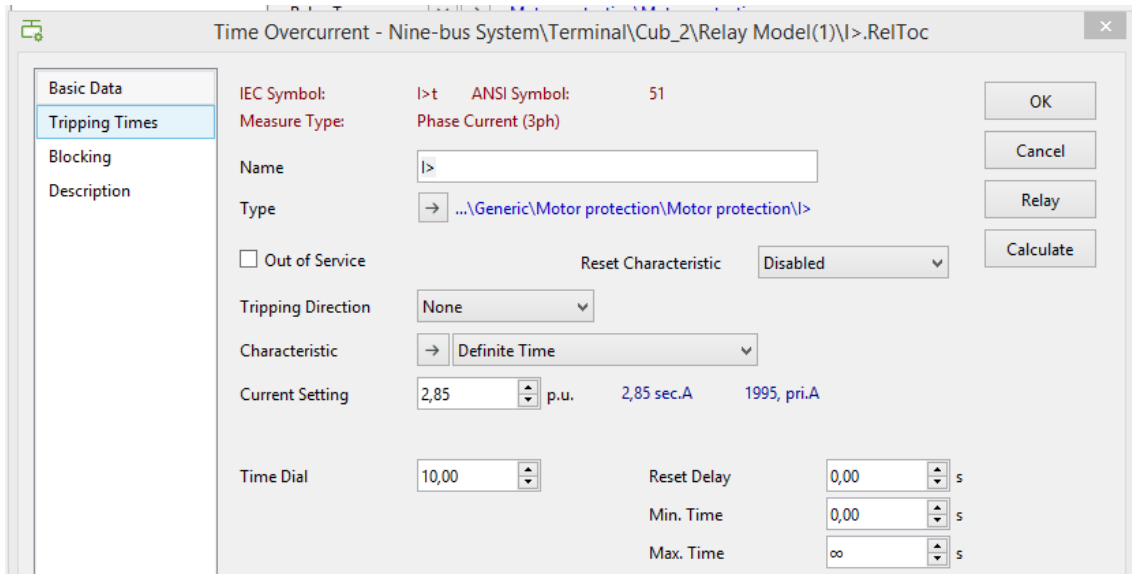 Time Overcurrent - Nine-bus System\Terminal\Cub_2\Relay Model(1)\I>.RelToc
Basic Data
Tripping Times
Blocking
Description
IEC Symbol: I>t ANSI Symbol: 51
Measure Type: Phase Current (3ph)
Name I>
Type ...\Generic\Motor protection\Motor protection\I>
Out of Service Reset Characteristic Disabled
Tripping Direction None
Characteristic Definite Time
Current Setting 2,85 p.u. 2,85 sec.A 1995, pri.A
Time Dial 10,00 Reset Delay 0,00 s
Min. Time 0,00 s
Max. Time ∞ s
OK
Cancel
Relay
Calculate